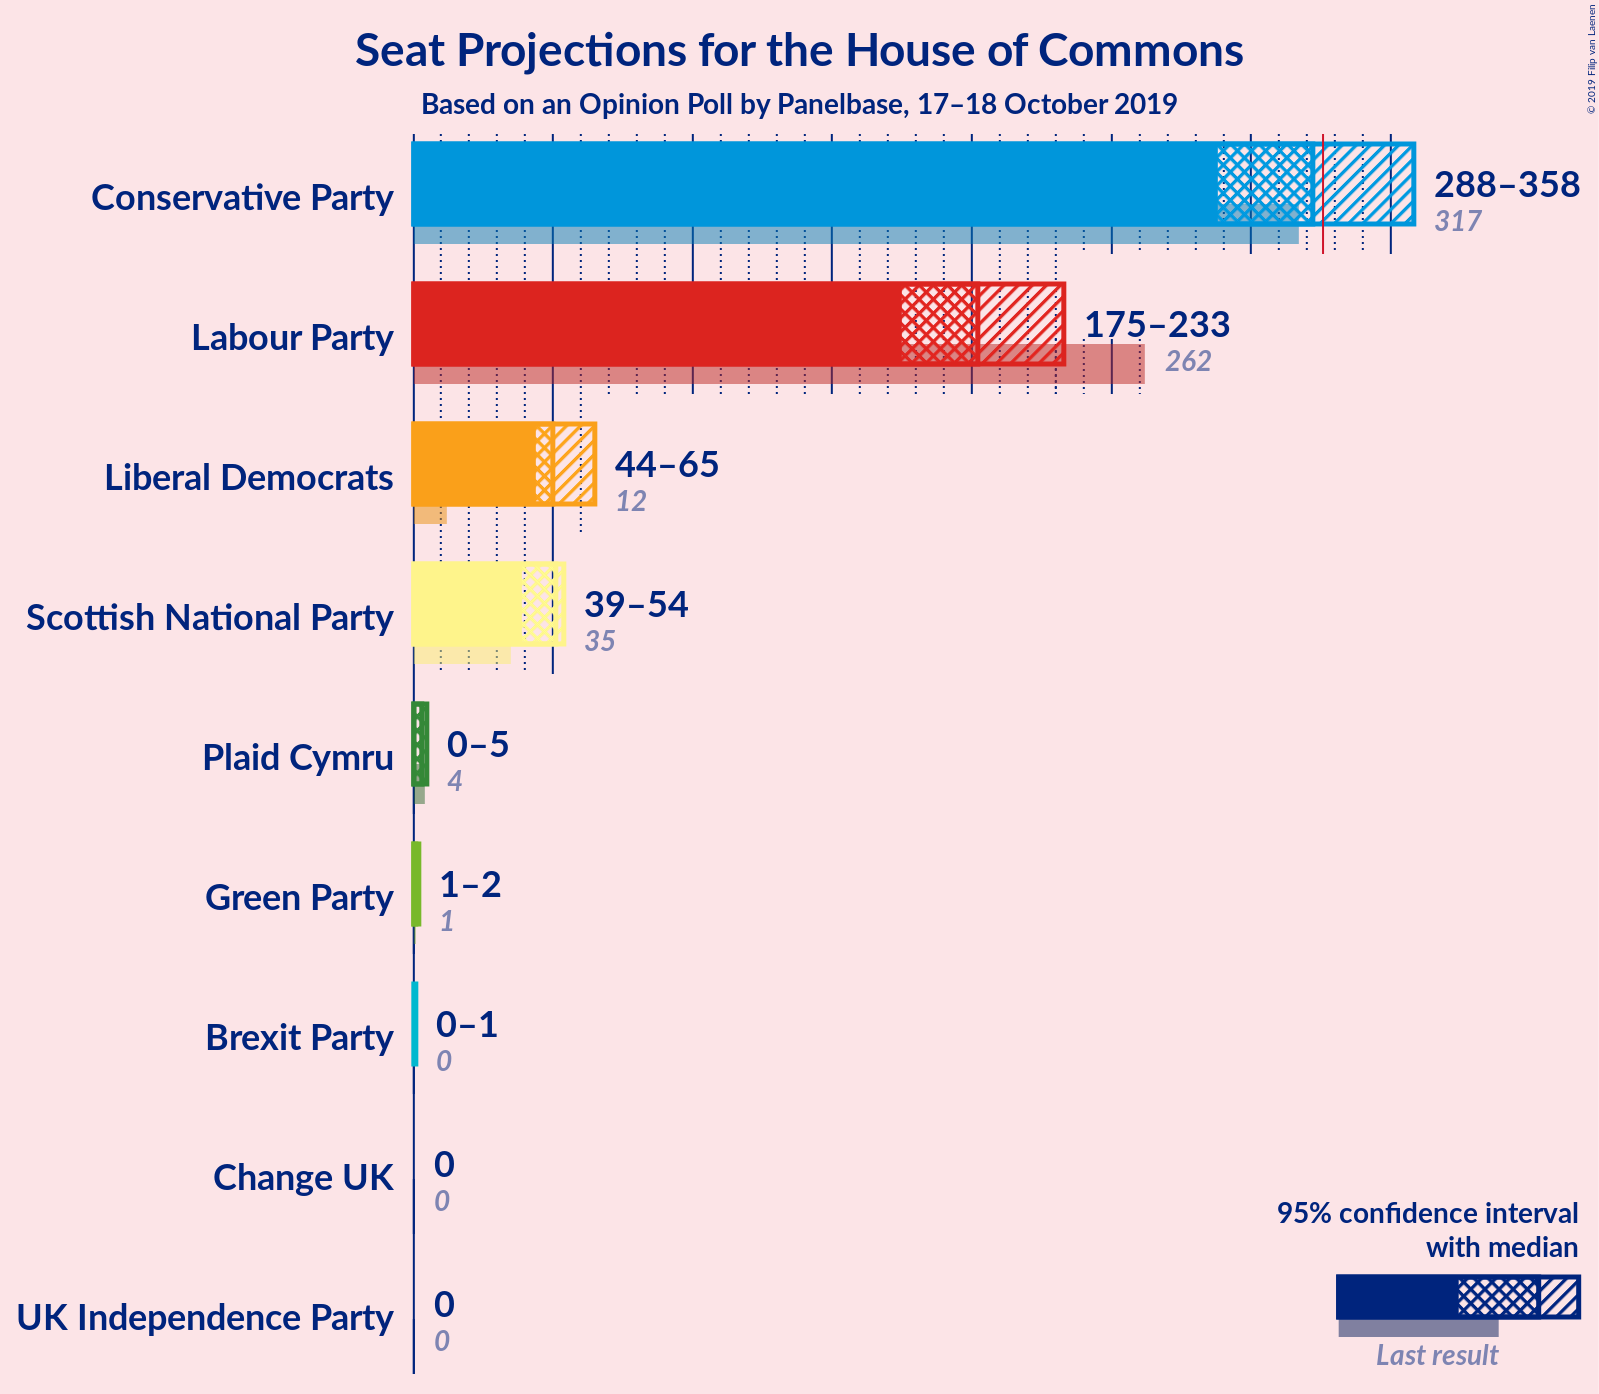 Seat Projections for the House of Commons
Based on an Opinion Poll by Panelbase, 17–18 October 2019
© 2019 Filip van Laenen
Conservative Party
288–358
317
Labour Party
175–233
262
Liberal Democrats
44–65
12
Scottish National Party
39–54
35
Plaid Cymru
0–5
4
Green Party
1–2
1
Brexit Party
0–1
0
Change UK
0
0
UK Independence Party
0
0
95% confidence interval
with median
Last result